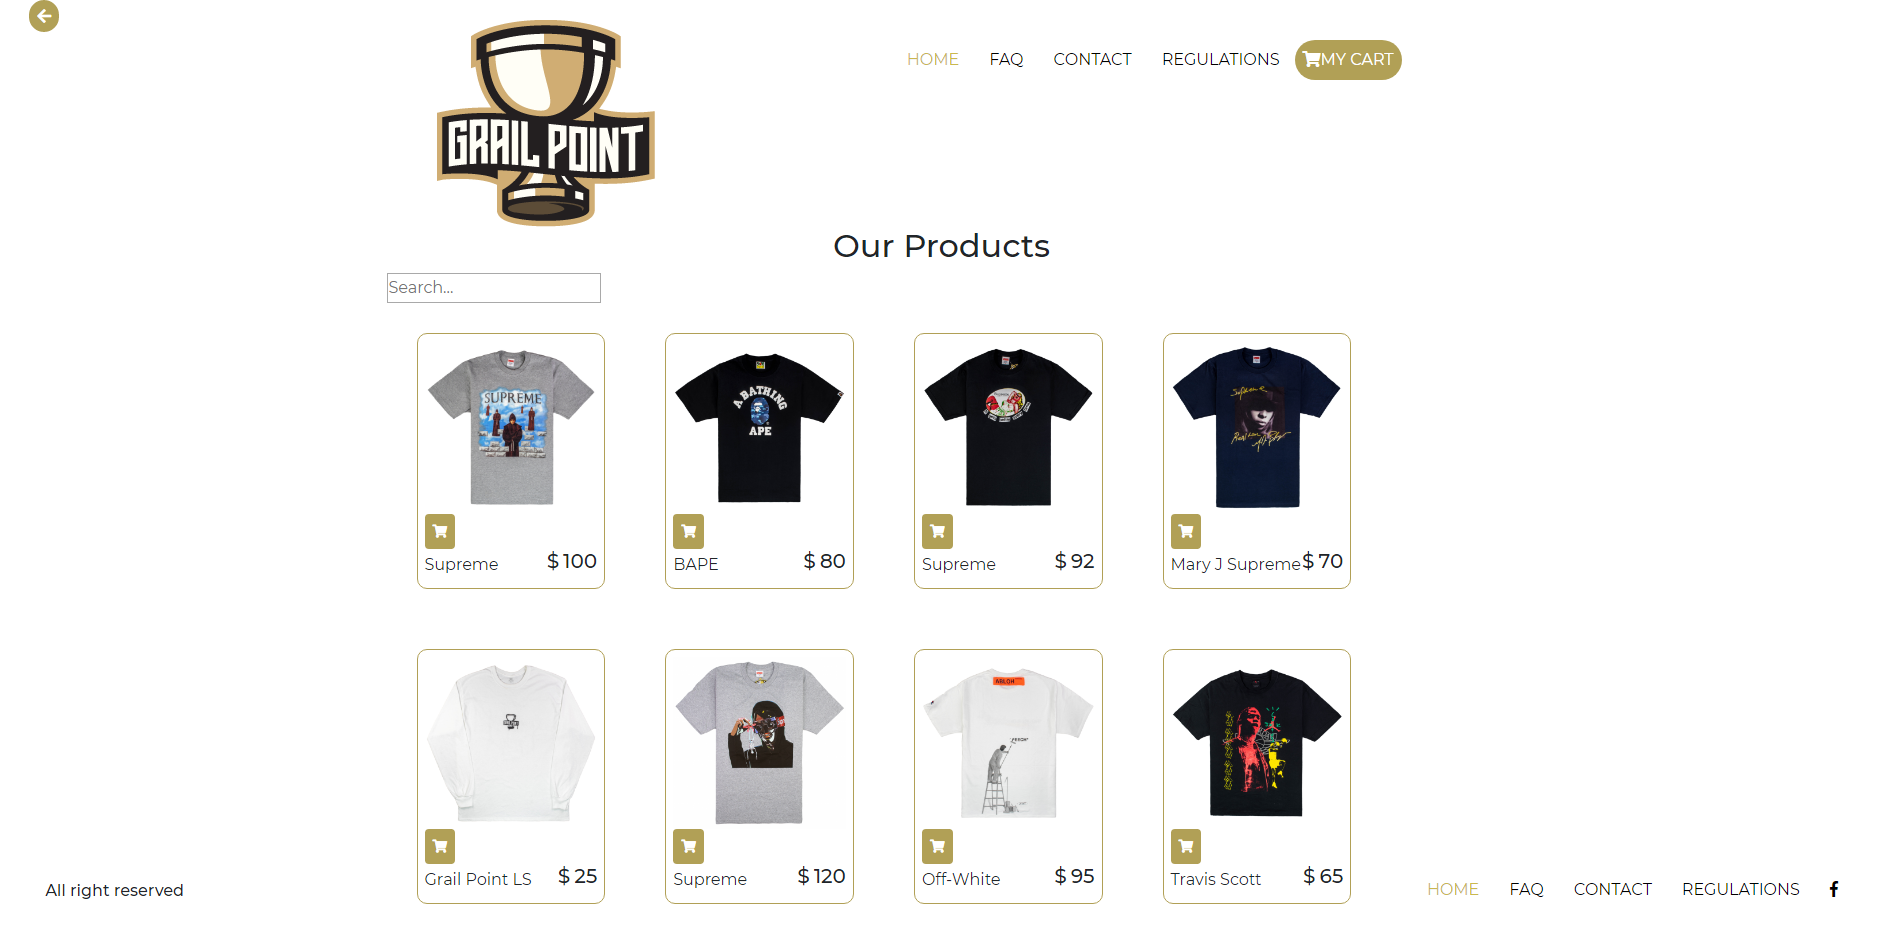 HOME FAQ CONTACT REGULATIONS MY CART
GRAIL POINT
Our Products
Search...
SUPREME
A BATHING
APE
Supreme
Supreme $ 100
BAPE $ 80
Supreme $ 92
Mary J Supreme $ 70
ABLOH
Grail Point LS $ 25
Supreme $ 120
Off-White $ 95
Travis Scott $ 65
All right reserved
HOME FAQ CONTACT REGULATIONS